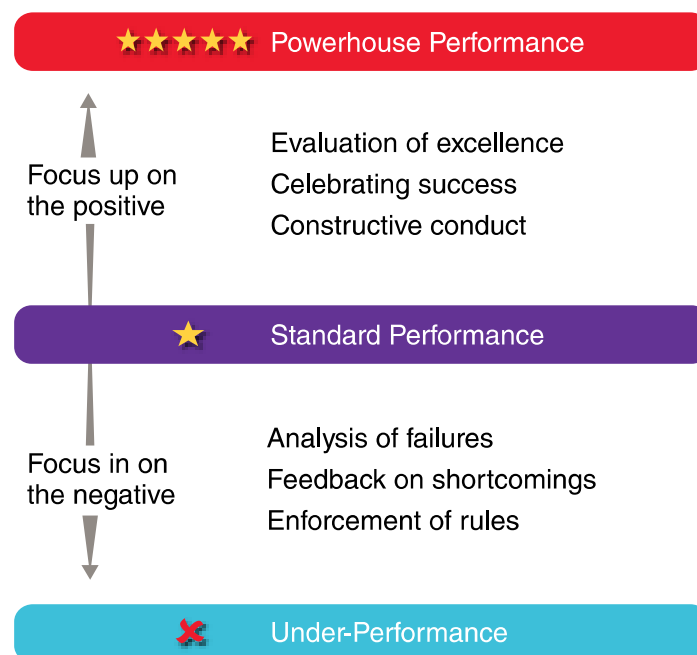 Powerhouse Performance
Evaluation of excellence
Focus up on
the positive
Celebrating success
Constructive conduct
Standard Performance
Analysis of failures
Focus in on
the negative
Feedback on shortcomings
Enforcement of rules
Under-Performance